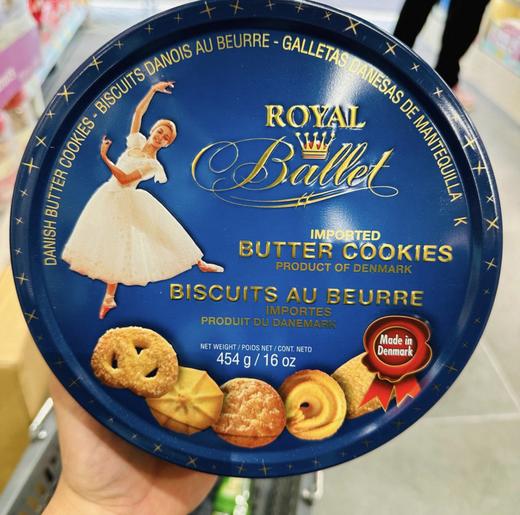 DANISH BUTTER COOKIES - BISCUITS DANOIS AU BEURRE - GALLETAS DANESAS DE MANTEQUILLA K
ROYAL
Ballet
IMPORTED
BUTTER COOKIES
PRODUCT OF DENMARK
BISCUITS AU BEURRE
IMPORTES
PRODUIT DU DANEMARK
NET WEIGHT / POIDS NET / CONT. NETO
454 g / 16 oz
Made in
Denmark